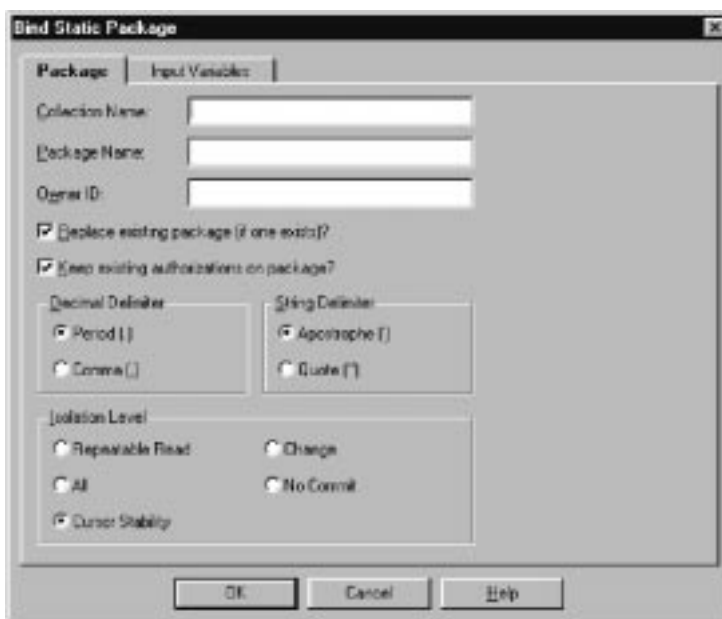 Bind Static Package
Package Input Variables
Collection Name:
Package Name:
Owner ID:
Replace existing package (if one exists)?
Keep existing authorizations on package?
Decimal Delimiter String Delimiter
Period (.) Apostrophe (')
Comma (,) Quote (")
Isolation Level
Repeatable Read Change
All No Commit
Cursor Stability
OK Cancel Help